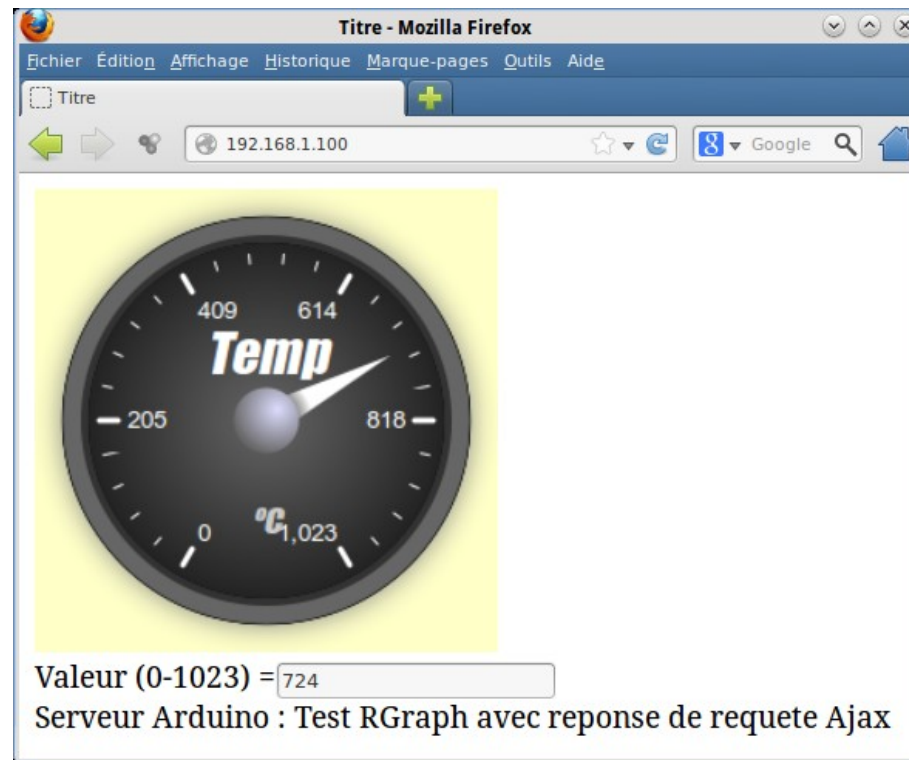 Titre - Mozilla Firefox
Fichier Édition Affichage Historique Marque-pages Outils Aide
Titre
192.168.1.100
8 Google
409 614
Temp
205 818
0 °C 1,023
Valeur (0-1023) = 724
Serveur Arduino : Test RGraph avec reponse de requete Ajax